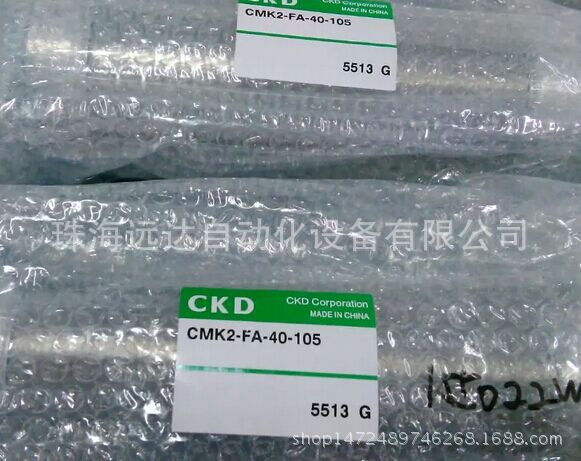 CKD
CKD Corporation
MADE IN CHINA
CMK2-FA-40-105
5513 G
珠海远达自动化设备有限公司
CKD
CKD Corporation
MADE IN CHINA
CMK2-FA-40-105
5513 G
shop1472489746268.1688.com